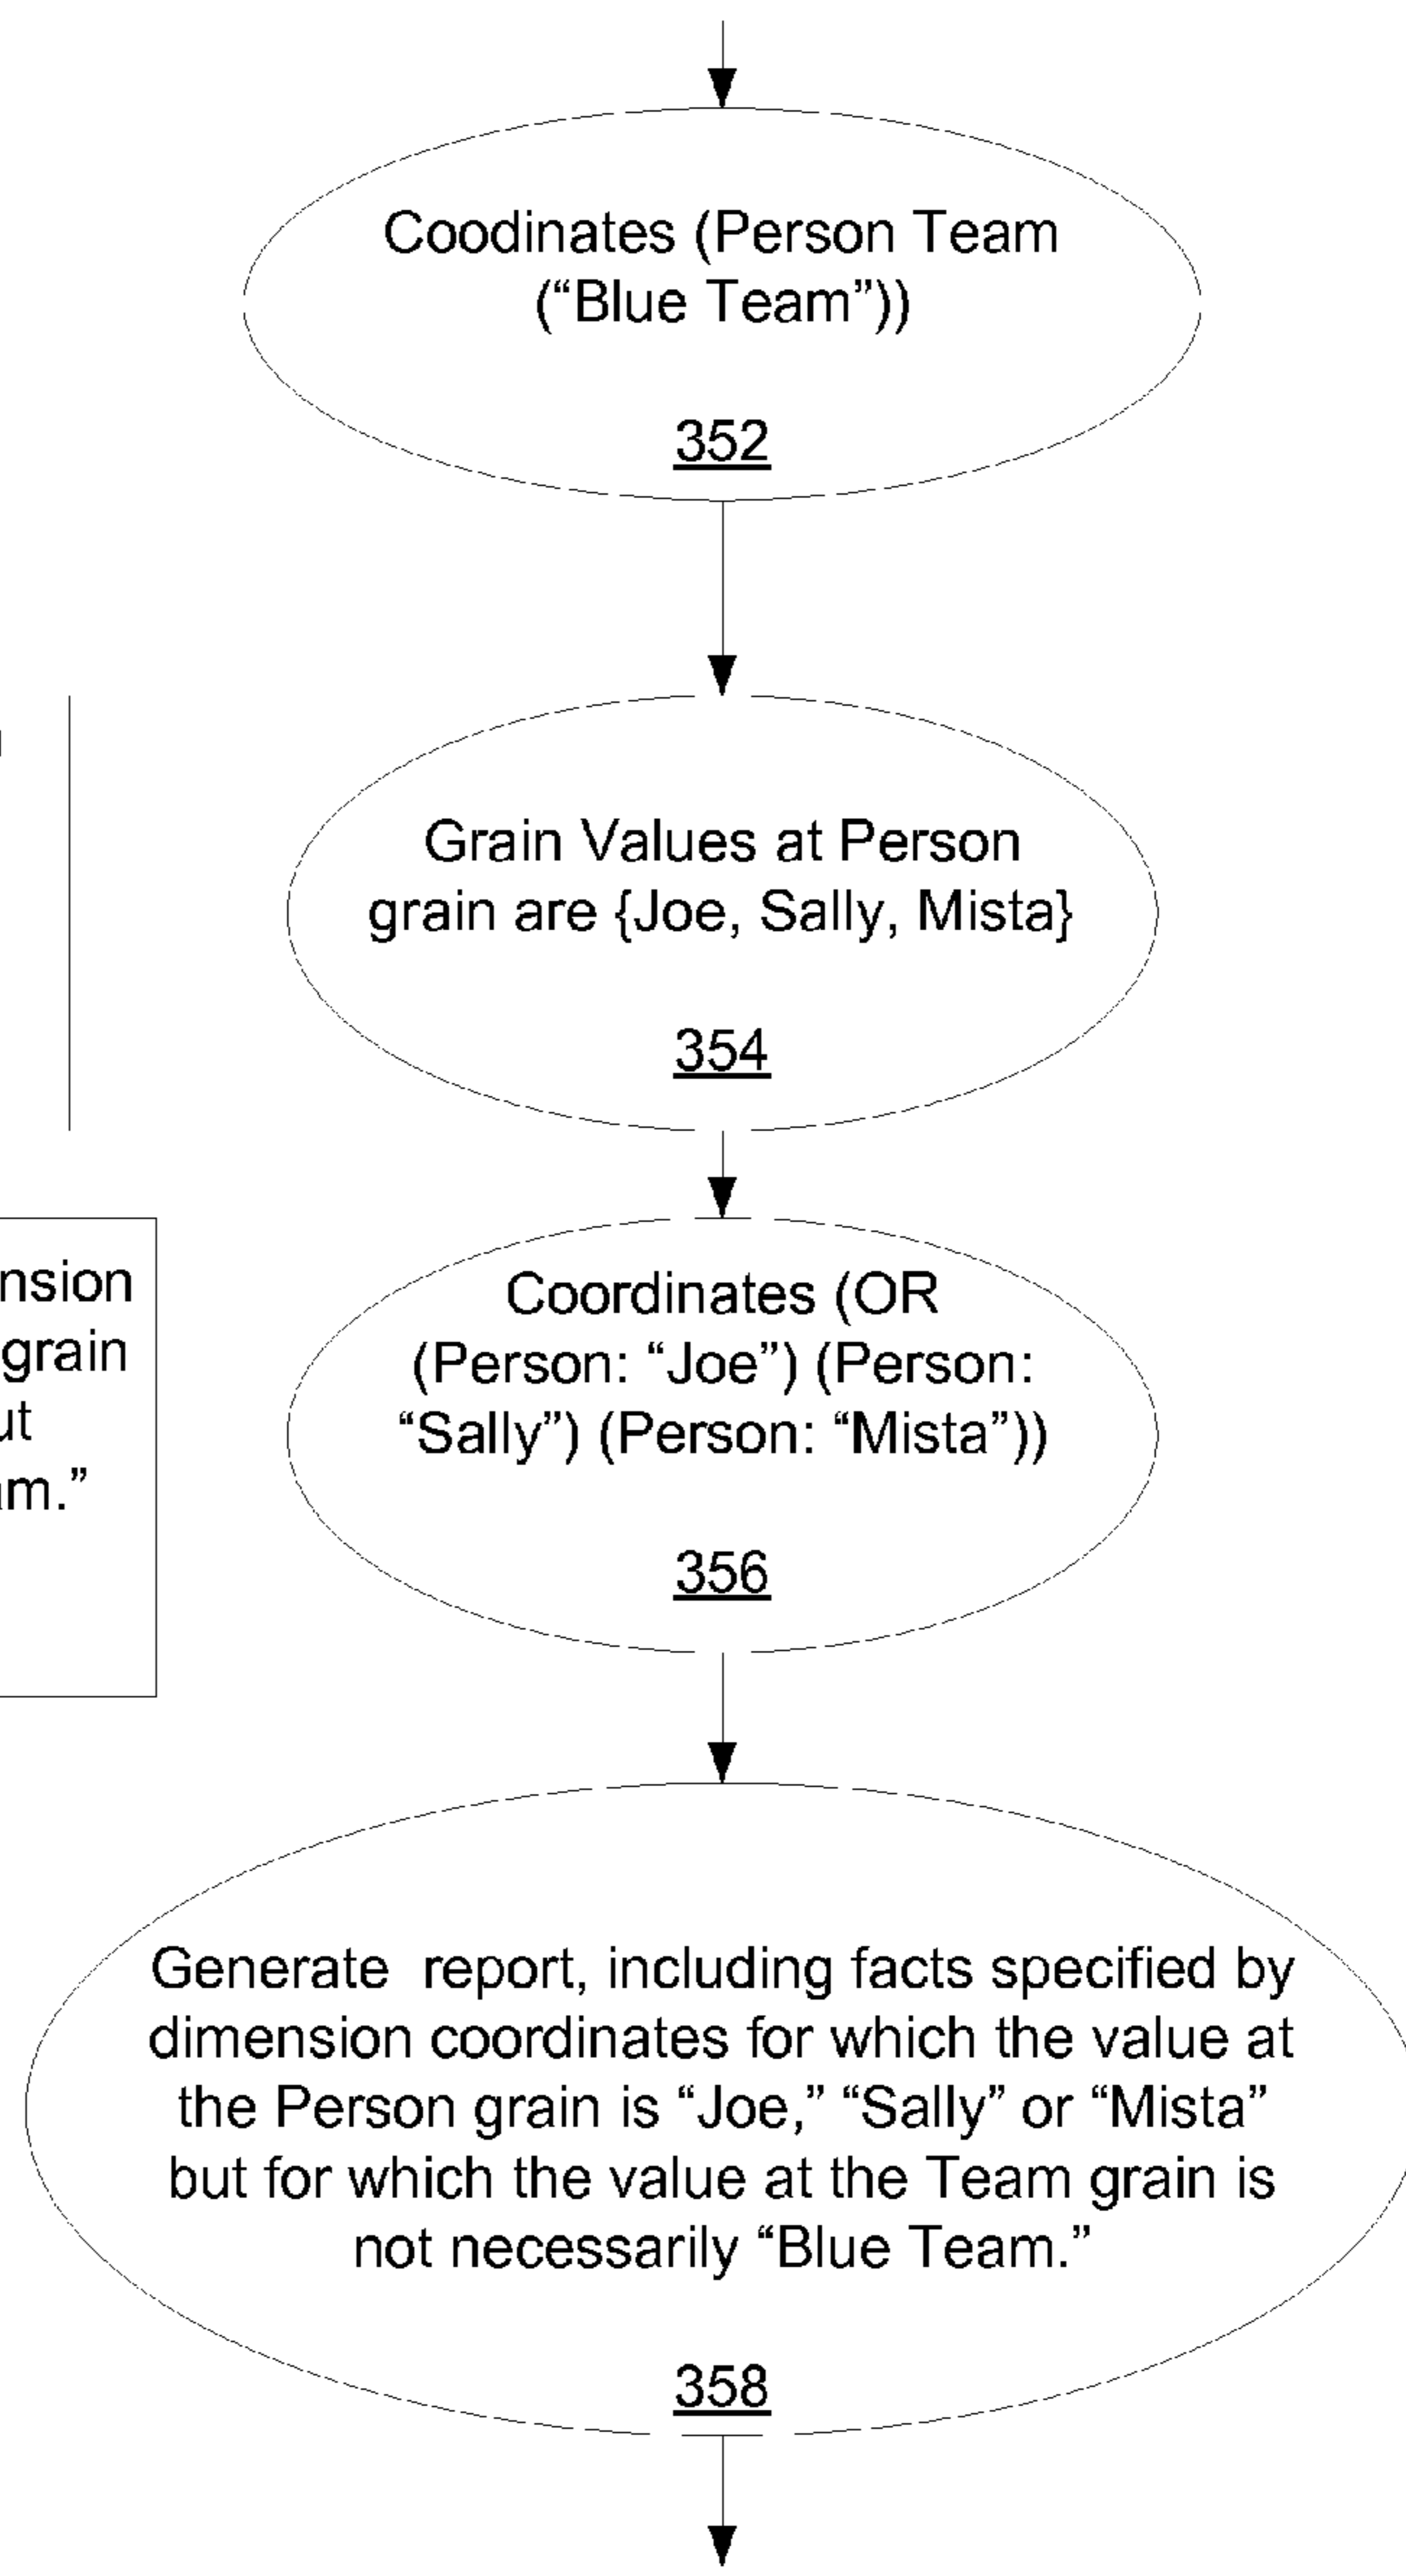 Coodinates (Person Team
(“Blue Team”))
352
Grain Values at Person
grain are {Joe, Sally, Mista}
354
grain
Coordinates (OR
(Person: “Joe”) (Person:
“Sally”) (Person: “Mista”))
356
Generate report, including facts specified by
dimension coordinates for which the value at
the Person grain is “Joe,” “Sally” or “Mista”
but for which the value at the Team grain is
not necessarily “Blue Team.”
358